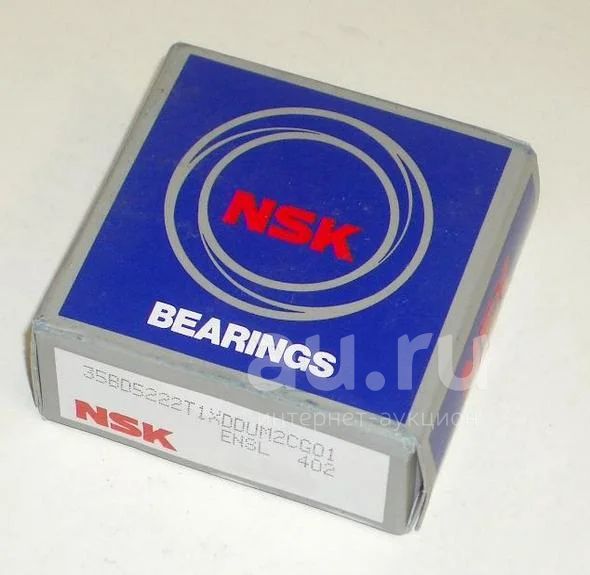 NSK
BEARINGS
35BD5222T1XDDUM2CG01
NSK ENSL 402
au.ru
интернет-аукцион